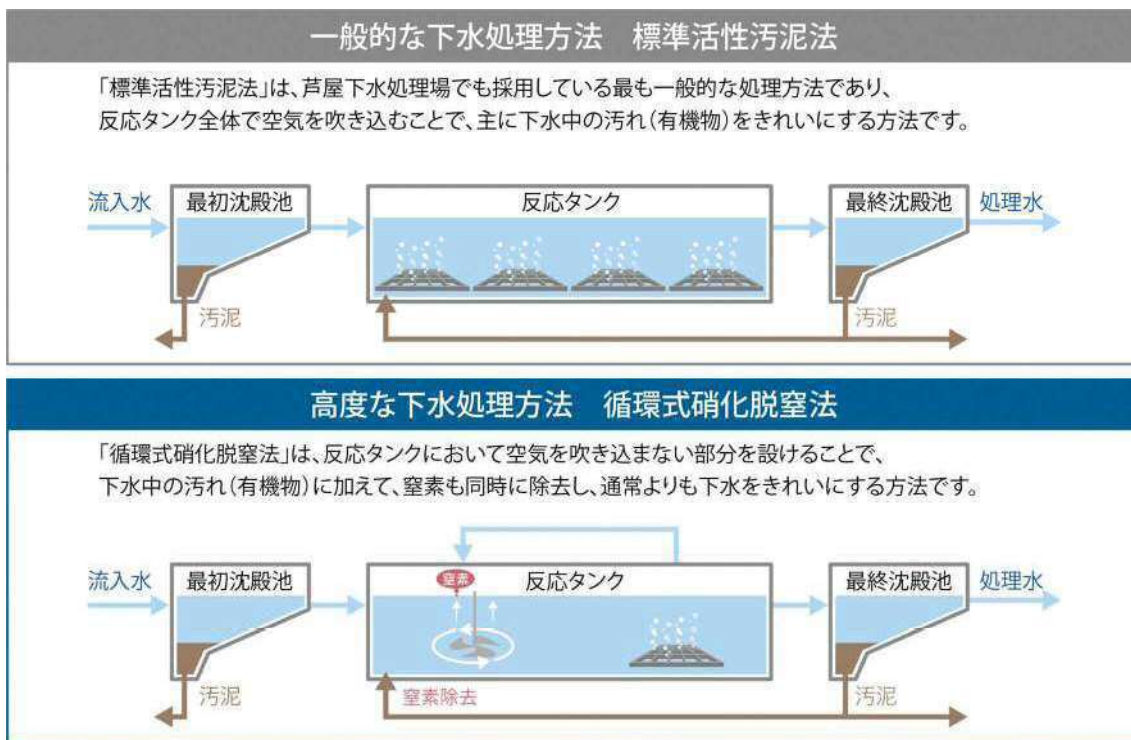 一般的な下水処理方法　標準活性汚泥法
「標準活性汚泥法」は、芦屋下水処理場でも採用している最も一般的な処理方法であり、
反応タンク全体で空気を吹き込むことで、主に下水中の汚れ(有機物)をきれいにする方法です。
流入水
最初沈殿池
反応タンク
最終沈殿池
処理水
汚泥
汚泥
高度な下水処理方法　循環式硝化脱窒法
「循環式硝化脱窒法」は、反応タンクにおいて空気を吹き込まない部分を設けることで、
下水中の汚れ(有機物)に加えて、窒素も同時に除去し、通常よりも下水をきれいにする方法です。
流入水
最初沈殿池
窒素
反応タンク
最終沈殿池
処理水
汚泥
窒素除去
汚泥